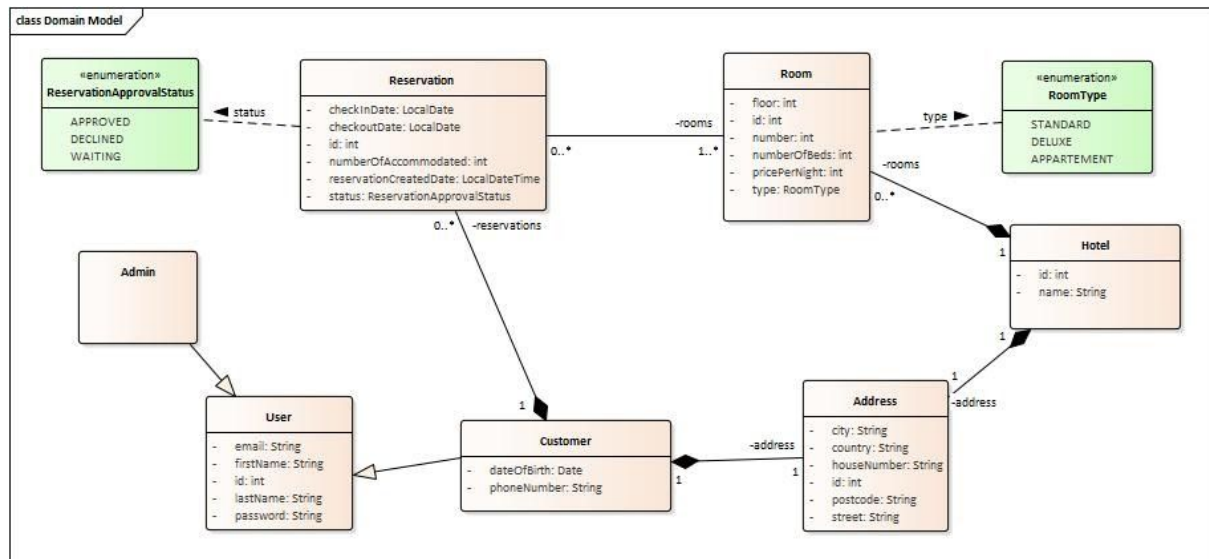 class Domain Model
«enumeration»
ReservationApprovalStatus
APPROVED
DECLINED
WAITING
status
Reservation
- checkInDate: LocalDate
- checkoutDate: LocalDate
- id: int
- numberOfAccommodated: int
- reservationCreatedDate: LocalDateTime
- status: ReservationApprovalStatus
0..*
-rooms
1..*
Room
- floor: int
- id: int
- number: int
- numberOfBeds: int
- pricePerNight: int
- type: RoomType
type
«enumeration»
RoomType
STANDARD
DELUXE
APPARTEMENT
-rooms
0..*
1
Hotel
- id: int
- name: String
1
1
-address
0..*
-reservations
1
Admin
User
- email: String
- firstName: String
- id: int
- lastName: String
- password: String
Customer
- dateOfBirth: Date
- phoneNumber: String
1
-address
1
Address
- city: String
- country: String
- houseNumber: String
- id: int
- postcode: String
- street: String